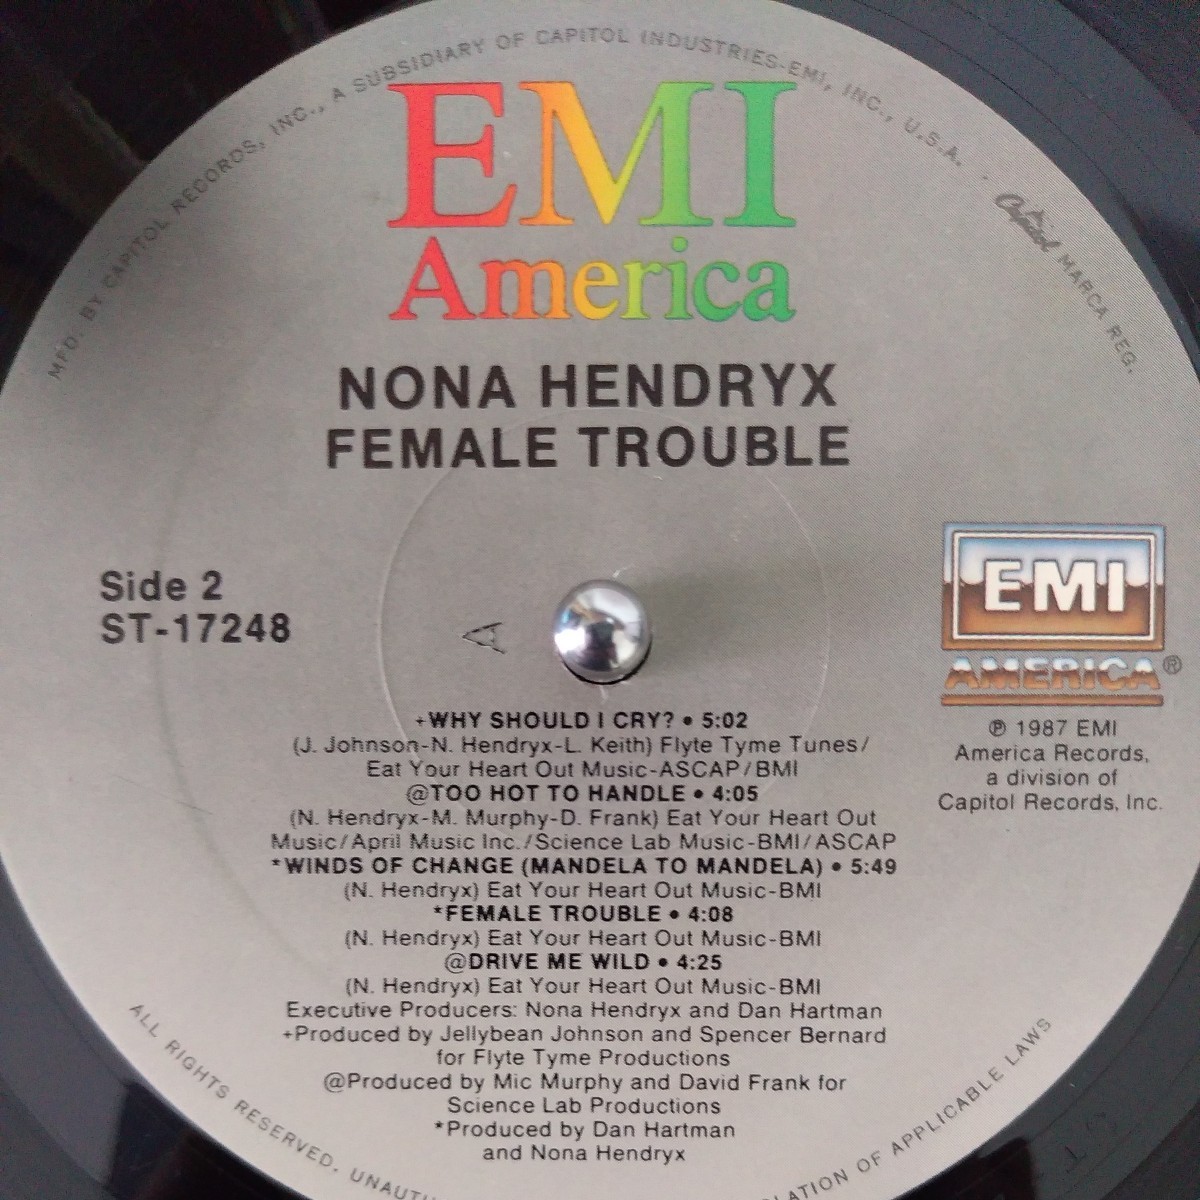 MFD. BY CAPITOL RECORDS, INC., A SUBSIDIARY OF CAPITOL INDUSTRIES-EMI, INC., U.S.A. · Capitol MARCA REG.
EMI
America
NONA HENDRYX
FEMALE TROUBLE
Side 2
ST-17248
EMI
AMERICA®
℗ 1987 EMI
America Records,
a division of
Capitol Records, Inc.
+WHY SHOULD I CRY? • 5:02
(J. Johnson-N. Hendryx-L. Keith) Flyte Tyme Tunes/
Eat Your Heart Out Music-ASCAP/BMI
@TOO HOT TO HANDLE • 4:05
(N. Hendryx-M. Murphy-D. Frank) Eat Your Heart Out
Music/April Music Inc./Science Lab Music-BMI/ASCAP
*WINDS OF CHANGE (MANDELA TO MANDELA) • 5:49
(N. Hendryx) Eat Your Heart Out Music-BMI
*FEMALE TROUBLE • 4:08
(N. Hendryx) Eat Your Heart Out Music-BMI
@DRIVE ME WILD • 4:25
(N. Hendryx) Eat Your Heart Out Music-BMI
Executive Producers: Nona Hendryx and Dan Hartman
+Produced by Jellybean Johnson and Spencer Bernard
for Flyte Tyme Productions
@Produced by Mic Murphy and David Frank for
Science Lab Productions
*Produced by Dan Hartman
and Nona Hendryx
ALL RIGHTS RESERVED. OF APPLICABLE LAWS